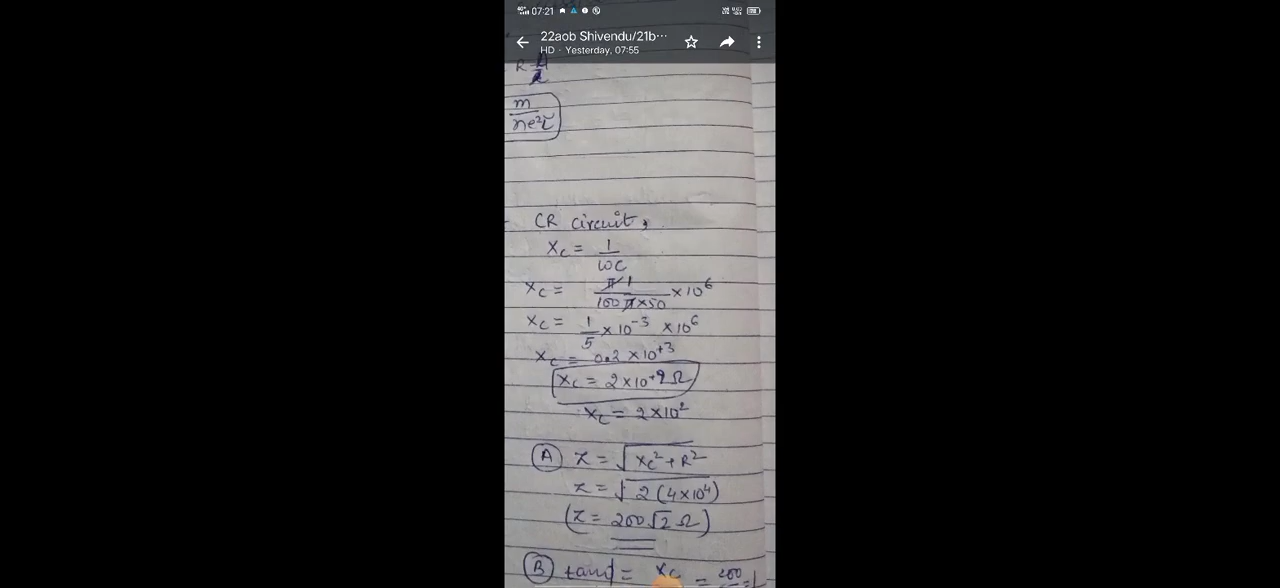 07:21
22aob Shivendu/21b...
HD · Yesterday, 07:55
m
ne²τ
CR circuit,
Xc = 1
ωC
Xc = π 1 × 10⁶
100π×50
Xc = 1 × 10⁻³ × 10⁶
5
Xc = 0.2 × 10⁺³
Xc = 2×10⁺² Ω
Xc = 2×10²
(A) Z = √Xc² + R²
Z = √2(4×10⁴)
(Z = 200√2 Ω)
(B) tanϕ = Xc = 200 = 1